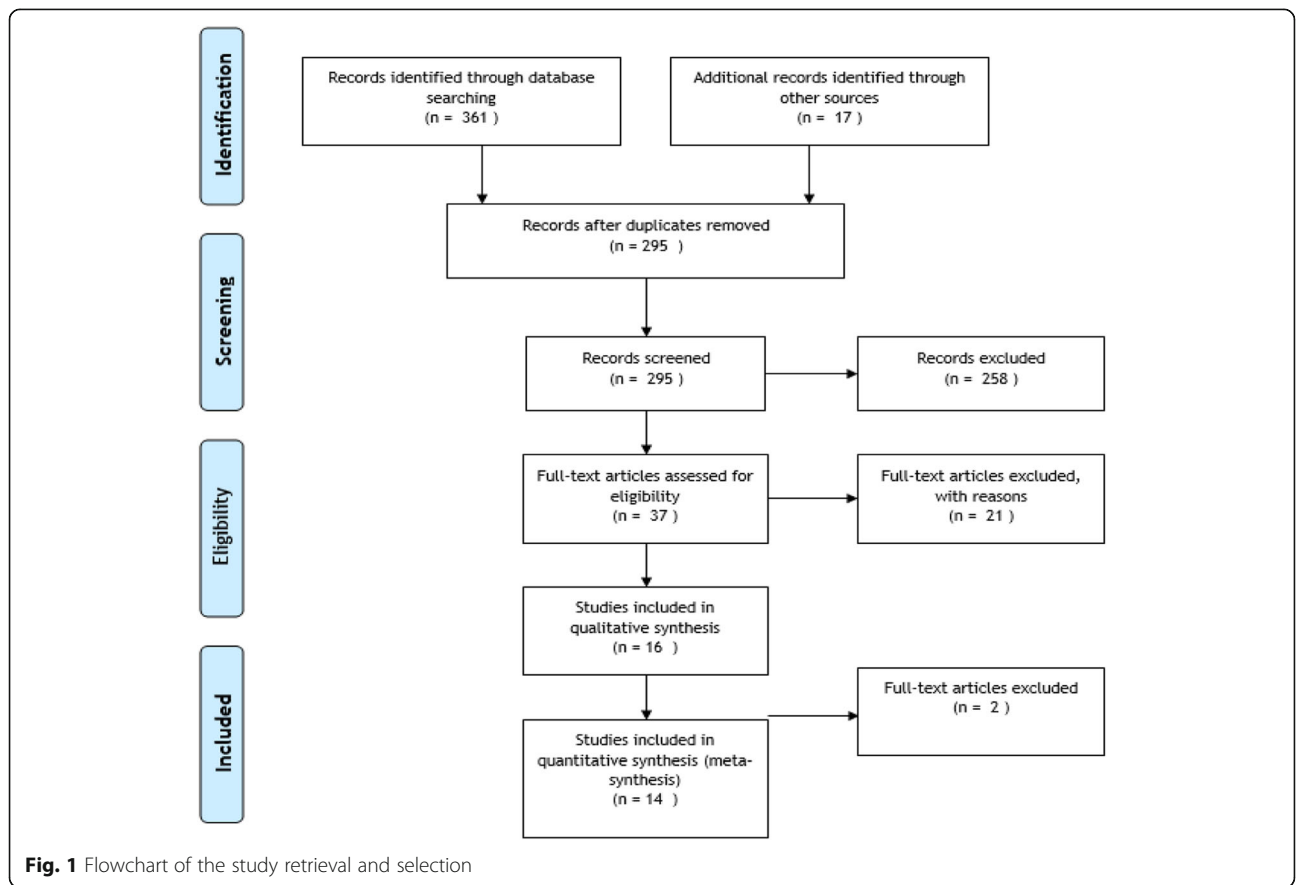 Identification
Records identified through database
searching
(n = 361 )
Additional records identified through
other sources
(n = 17 )
Records after duplicates removed
(n = 295 )
Screening
Records screened
(n = 295 )
Records excluded
(n = 258 )
Eligibility
Full-text articles assessed for
eligibility
(n = 37 )
Full-text articles excluded,
with reasons
(n = 21 )
Studies included in
qualitative synthesis
(n = 16 )
Included
Full-text articles excluded
(n = 2 )
Studies included in
quantitative synthesis (meta-
synthesis)
(n = 14 )
Fig. 1 Flowchart of the study retrieval and selection